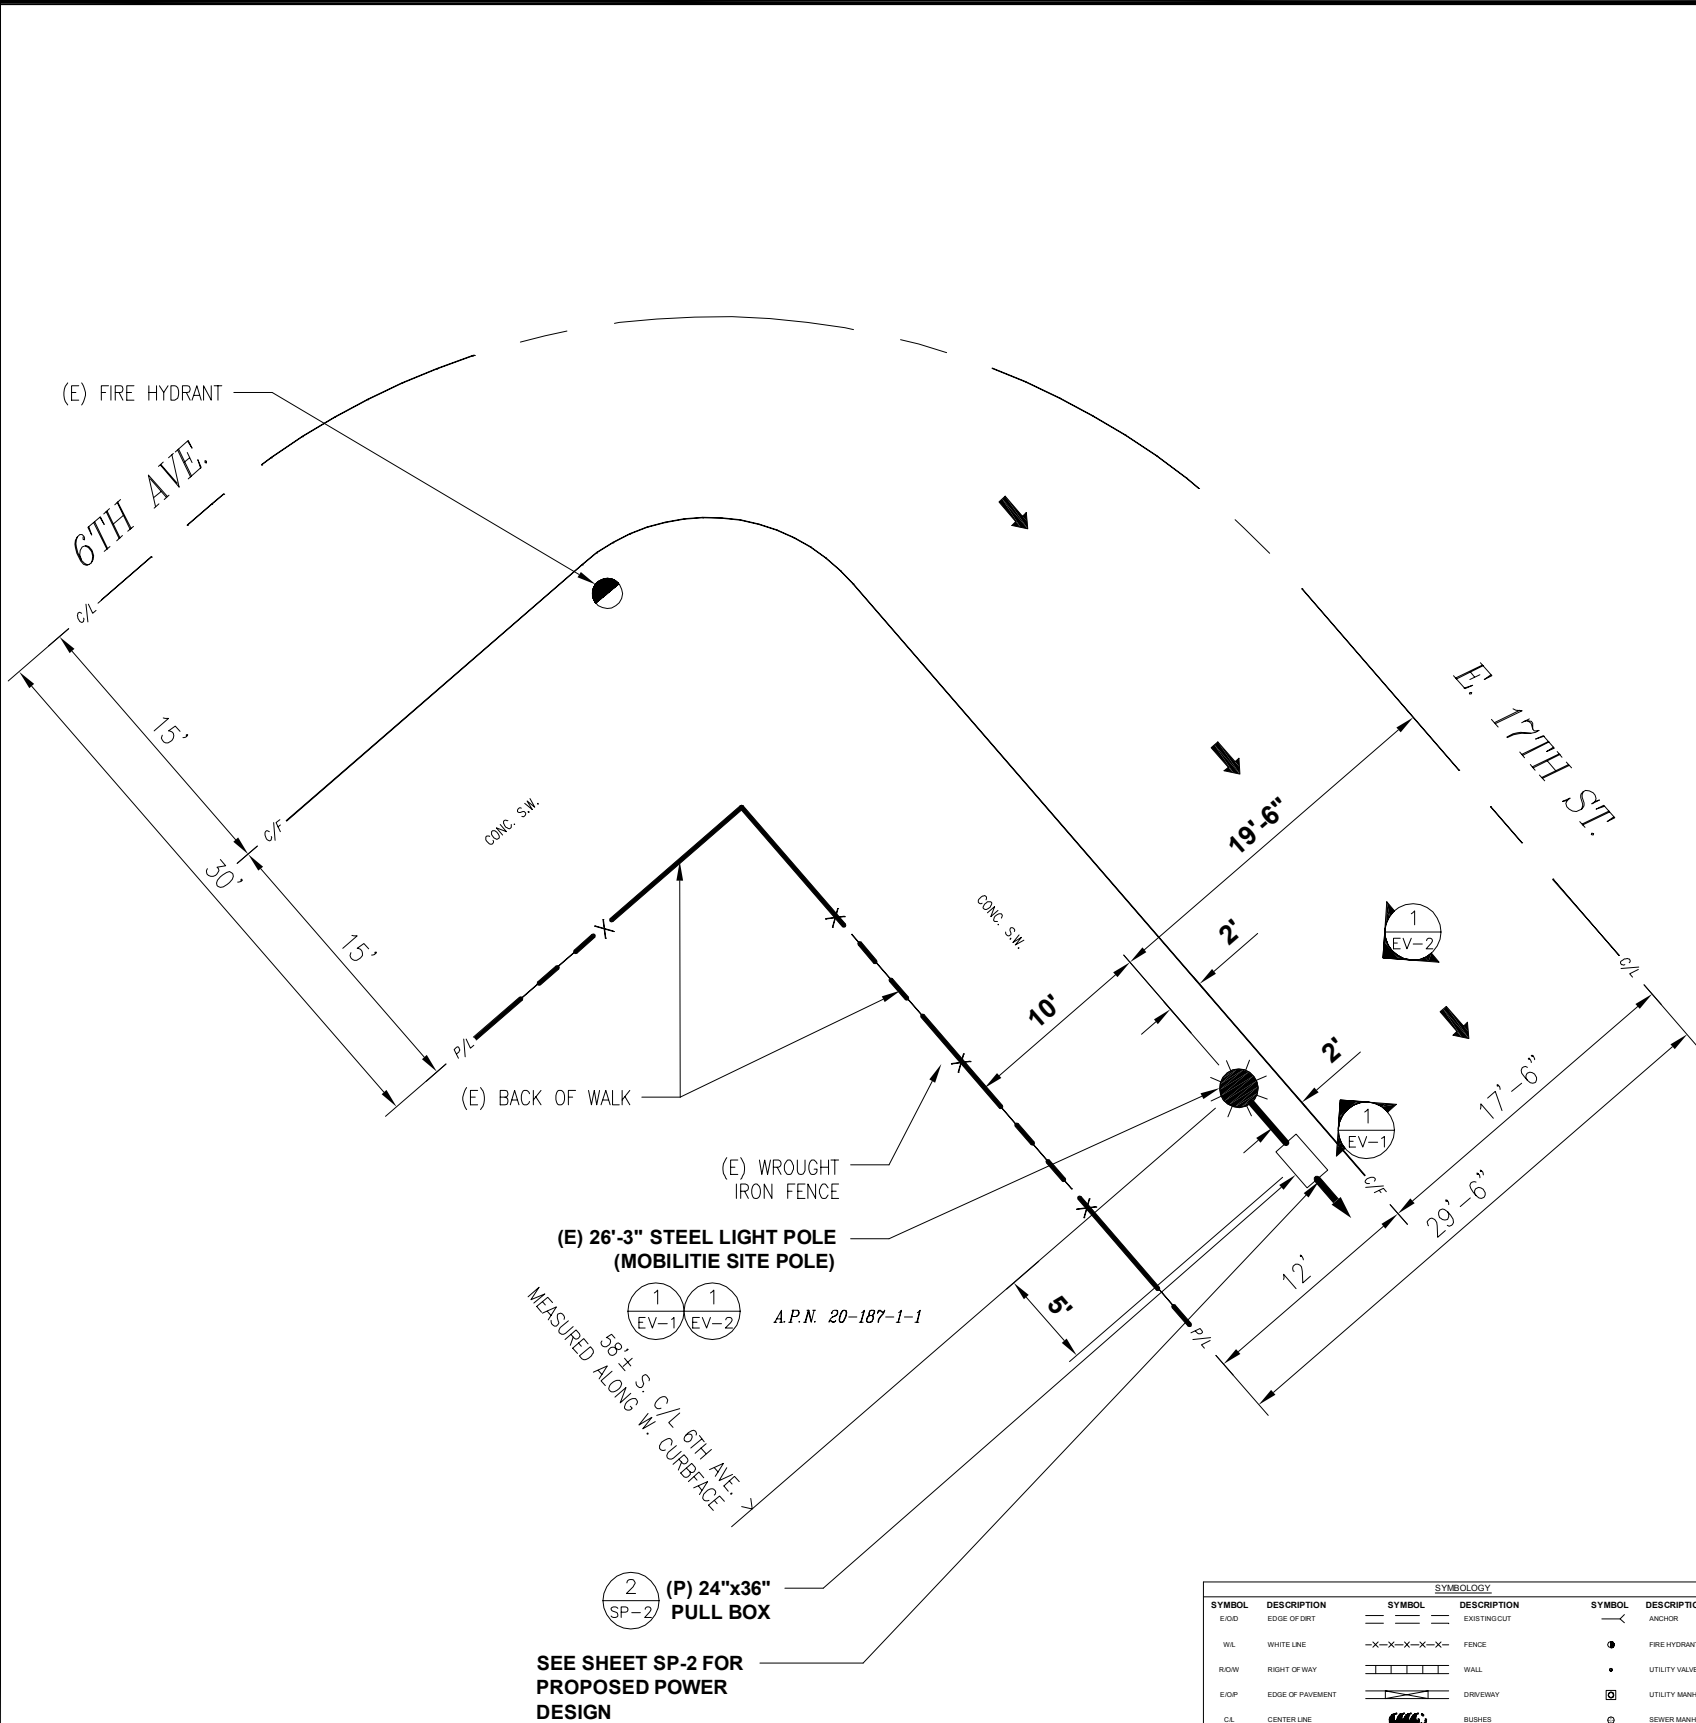 (E) FIRE HYDRANT
6TH AVE.
C/L
15'
C/F
30'
15'
P/L
CONC. S.W.
E. 17TH ST.
19'-6"
CONC. S.W.
2'
10'
1
EV-2
C/L
2'
1
EV-1
C/F
17'-6"
29'-6"
12'
(E) BACK OF WALK
(E) WROUGHT
IRON FENCE
(E) 26'-3" STEEL LIGHT POLE
(MOBILITIE SITE POLE)
1
EV-1
1
EV-2
A.P.N. 20-187-1-1
5'
P/L
58'± S. C/L 6TH AVE.
MEASURED ALONG W. CURBFACE
2
SP-2
(P) 24"x36"
PULL BOX
SEE SHEET SP-2 FOR
PROPOSED POWER
DESIGN
SYMBOLOGY
SYMBOL DESCRIPTION SYMBOL DESCRIPTION SYMBOL DESCRIPTIO
E/O/D EDGE OF DIRT EXISTING CUT ANCHOR
W/L WHITE LINE FENCE FIRE HYDRANT
R/O/W RIGHT OF WAY WALL UTILITY VALVE
E/O/P EDGE OF PAVEMENT DRIVEWAY UTILITY MANH
C/L CENTER LINE BUSHES SEWER MANH